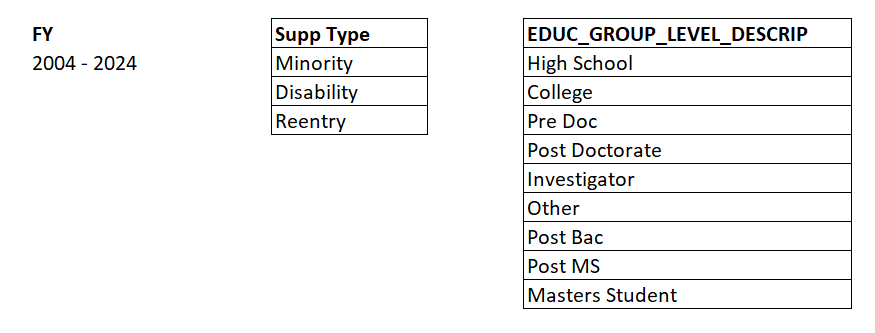 FY
2004 - 2024
Supp Type
Minority
Disability
Reentry
EDUC_GROUP_LEVEL_DESCRIP
High School
College
Pre Doc
Post Doctorate
Investigator
Other
Post Bac
Post MS
Masters Student